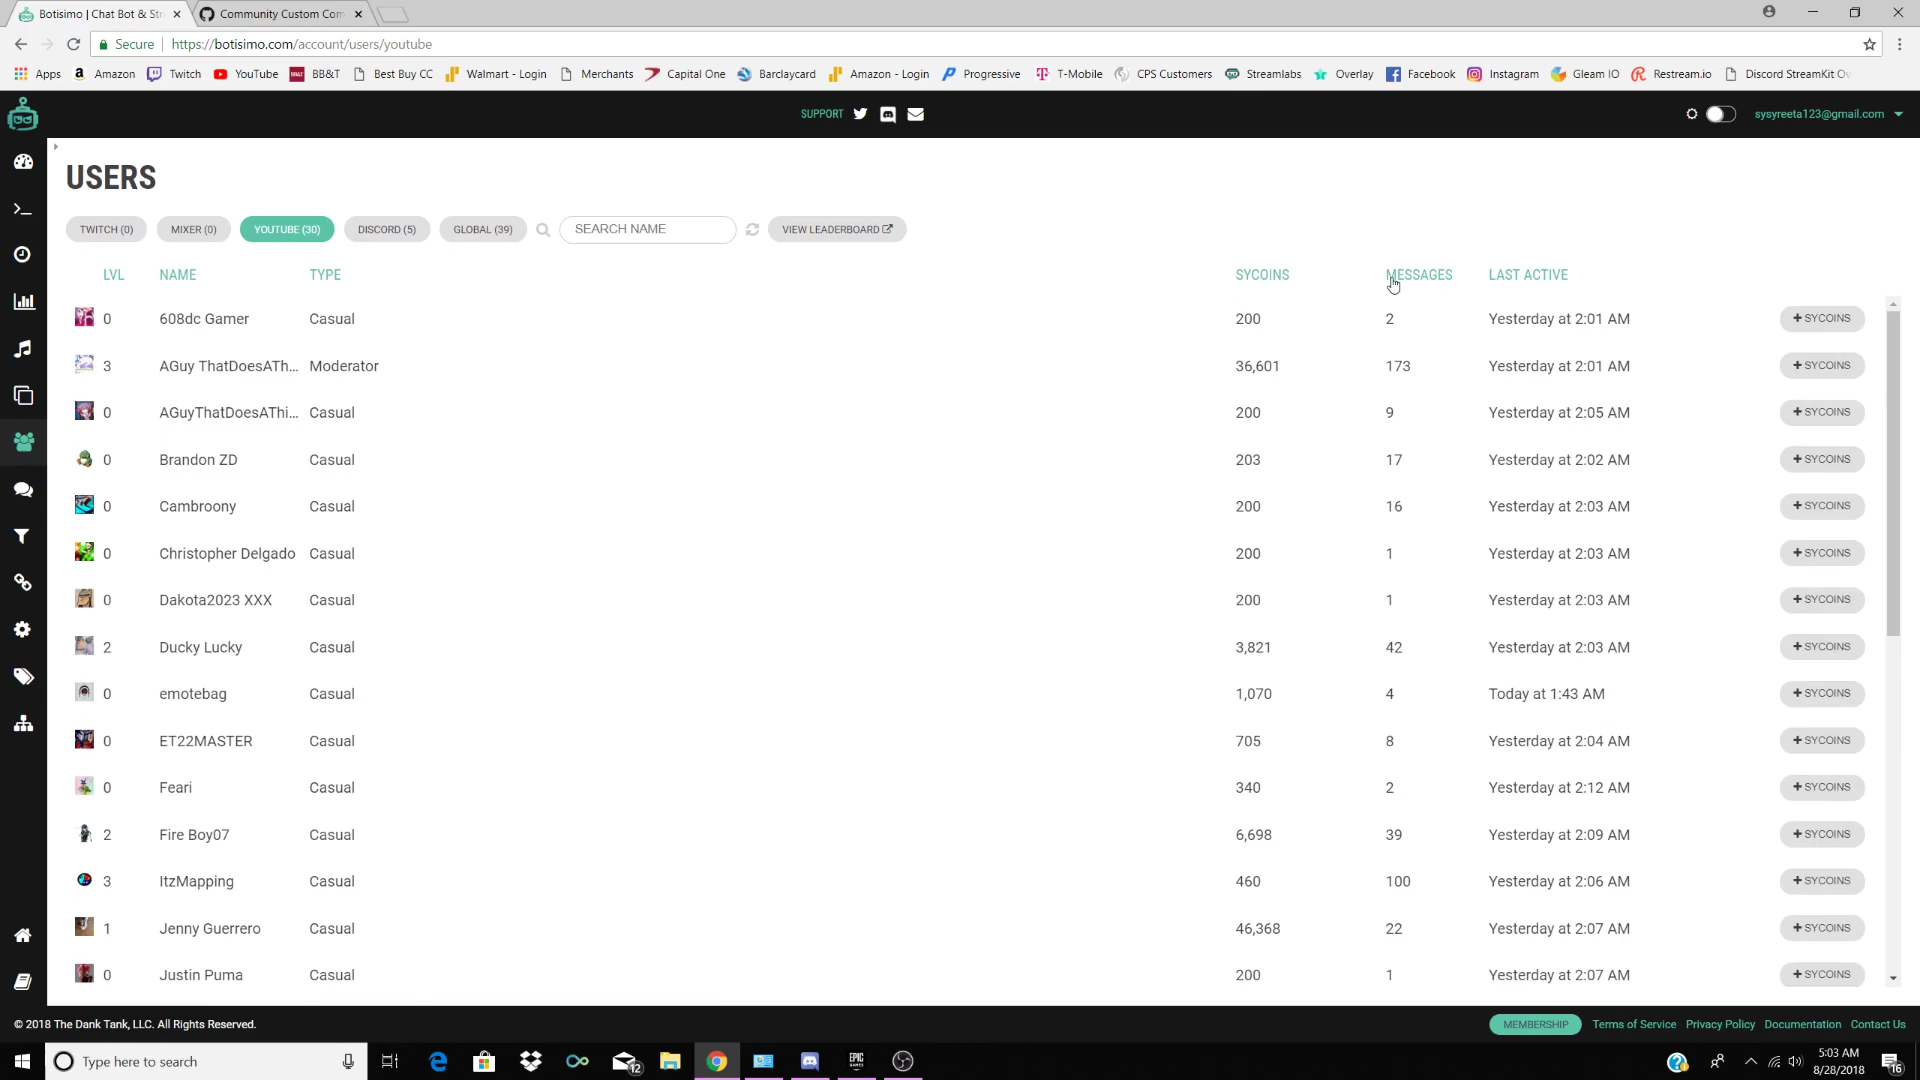 Botisimo | Chat Bot & Str
Community Custom Com
Secure | https://botisimo.com/account/users/youtube
Apps Amazon Twitch YouTube BB&T Best Buy CC Walmart - Login Merchants Capital One Barclaycard Amazon - Login Progressive T-Mobile CPS Customers Streamlabs Overlay Facebook Instagram Gleam IO Restream.io Discord StreamKit Ov
SUPPORT
sysyreeta123@gmail.com
USERS
TWITCH (0) MIXER (0) YOUTUBE (30) DISCORD (5) GLOBAL (39) SEARCH NAME VIEW LEADERBOARD
LVL NAME TYPE SYCOINS MESSAGES LAST ACTIVE
0 608dc Gamer Casual 200 2 Yesterday at 2:01 AM + SYCOINS
3 AGuy ThatDoesATh... Moderator 36,601 173 Yesterday at 2:01 AM + SYCOINS
0 AGuyThatDoesAThi... Casual 200 9 Yesterday at 2:05 AM + SYCOINS
0 Brandon ZD Casual 203 17 Yesterday at 2:02 AM + SYCOINS
0 Cambroony Casual 200 16 Yesterday at 2:03 AM + SYCOINS
0 Christopher Delgado Casual 200 1 Yesterday at 2:03 AM + SYCOINS
0 Dakota2023 XXX Casual 200 1 Yesterday at 2:03 AM + SYCOINS
2 Ducky Lucky Casual 3,821 42 Yesterday at 2:03 AM + SYCOINS
0 emotebag Casual 1,070 4 Today at 1:43 AM + SYCOINS
0 ET22MASTER Casual 705 8 Yesterday at 2:04 AM + SYCOINS
0 Feari Casual 340 2 Yesterday at 2:12 AM + SYCOINS
2 Fire Boy07 Casual 6,698 39 Yesterday at 2:09 AM + SYCOINS
3 ItzMapping Casual 460 100 Yesterday at 2:06 AM + SYCOINS
1 Jenny Guerrero Casual 46,368 22 Yesterday at 2:07 AM + SYCOINS
0 Justin Puma Casual 200 1 Yesterday at 2:07 AM + SYCOINS
© 2018 The Dank Tank, LLC. All Rights Reserved. MEMBERSHIP Terms of Service Privacy Policy Documentation Contact Us
Type here to search 12 EPIC GAMES 5:03 AM
8/28/2018 16